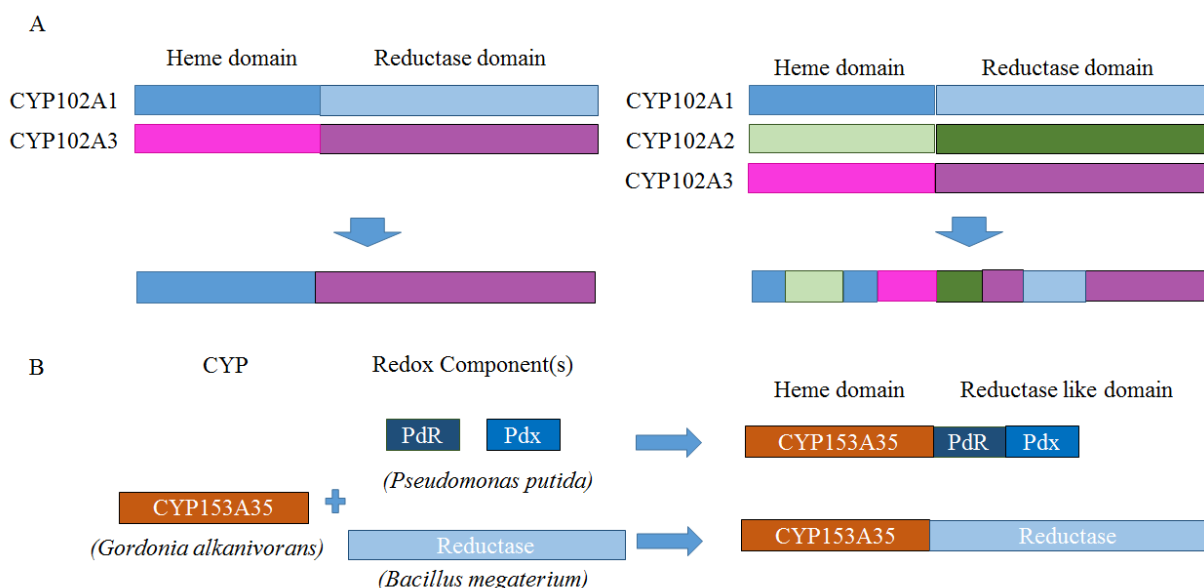 A
Heme domain Reductase domain
CYP102A1
CYP102A3
Heme domain Reductase domain
CYP102A1
CYP102A2
CYP102A3
B
CYP Redox Component(s)
Heme domain Reductase like domain
PdR Pdx
CYP153A35 PdR Pdx
(Pseudomonas putida)
CYP153A35
(Gordonia alkanivorans)
Reductase
CYP153A35 Reductase
(Bacillus megaterium)